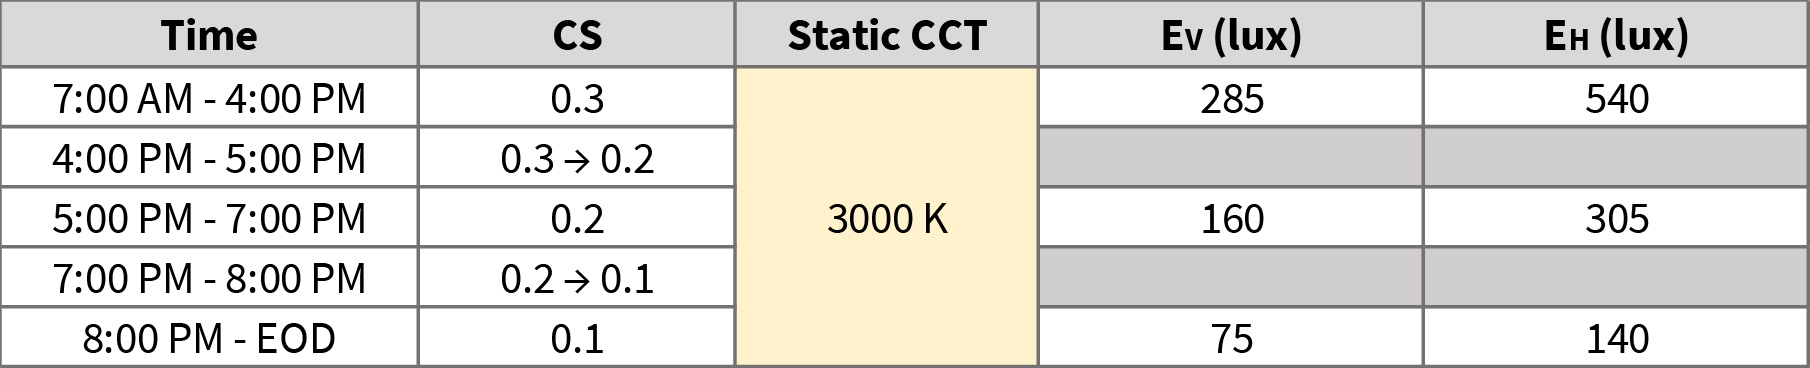 Time CS Static CCT EV (lux) EH (lux)
7:00 AM - 4:00 PM 0.3 285 540
4:00 PM - 5:00 PM 0.3 → 0.2
5:00 PM - 7:00 PM 0.2 3000 K 160 305
7:00 PM - 8:00 PM 0.2 → 0.1
8:00 PM - EOD 0.1 75 140